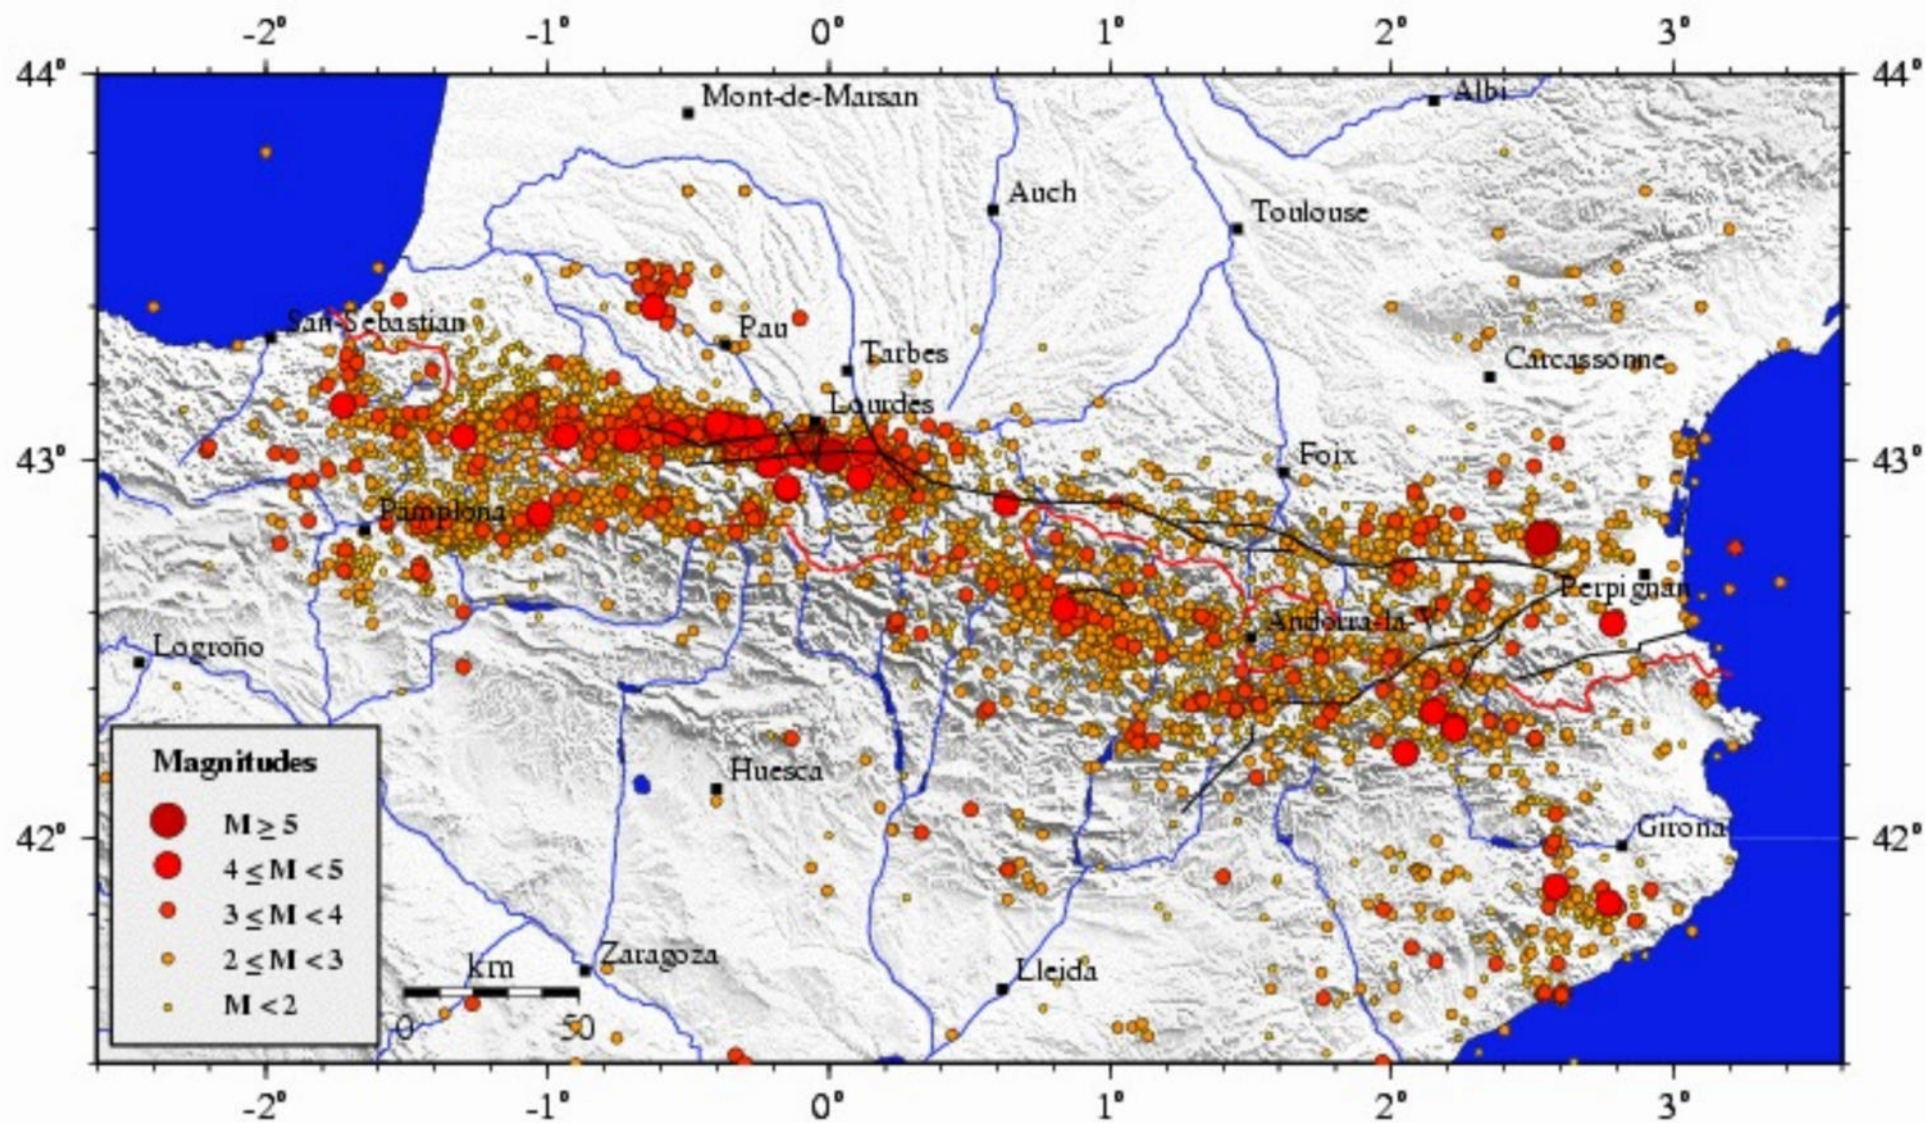 -2° -1° 0° 1° 2° 3°
44° 44°
Mont-de-Marsan
Albi
Auch
Toulouse
San-Sebastian
Pau
Tarbes
Carcassonne
Lourdes
43° 43°
Foix
Pamplona
Perpignan
Andorra-la-V.
Logroño
Huesca
Magnitudes
M ≥ 5
4 ≤ M < 5
3 ≤ M < 4
2 ≤ M < 3
M < 2
42° 42°
Girona
Zaragoza
km
Lleida
0 50
-2° -1° 0° 1° 2° 3°